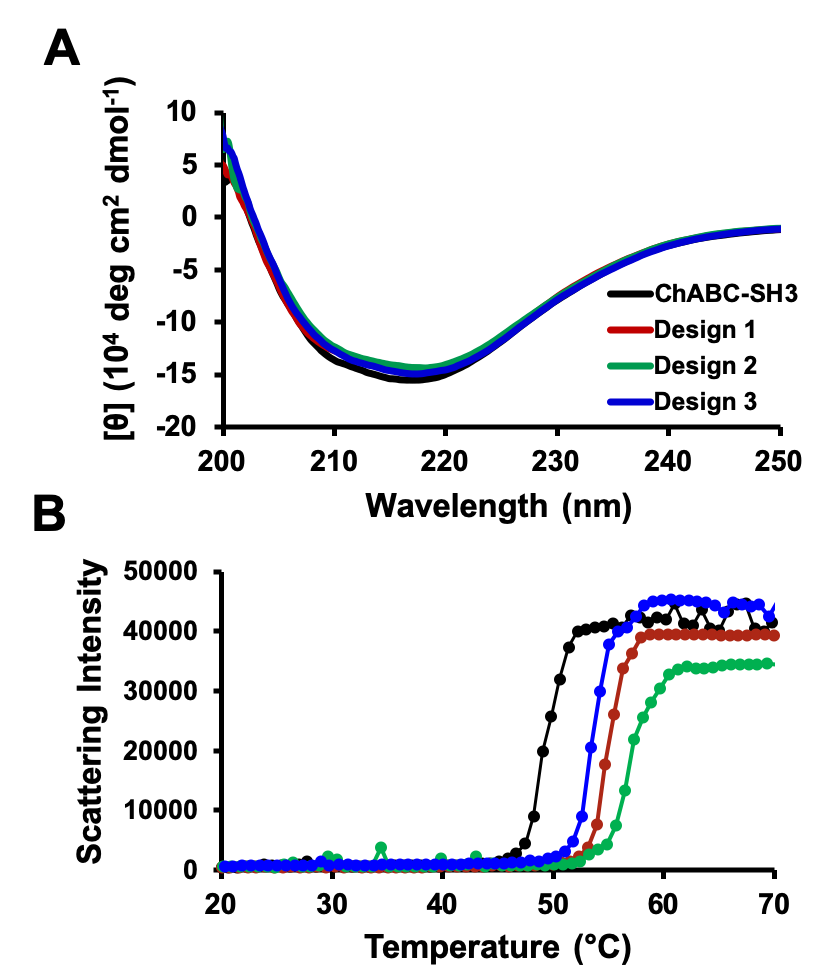 A
[θ] (10⁴ deg cm² dmol⁻¹)
10
5
0
-5
-10
-15
-20
ChABC-SH3
Design 1
Design 2
Design 3
200 210 220 230 240 250
Wavelength (nm)
B
Scattering Intensity
50000
40000
30000
20000
10000
0
20 30 40 50 60 70
Temperature (°C)